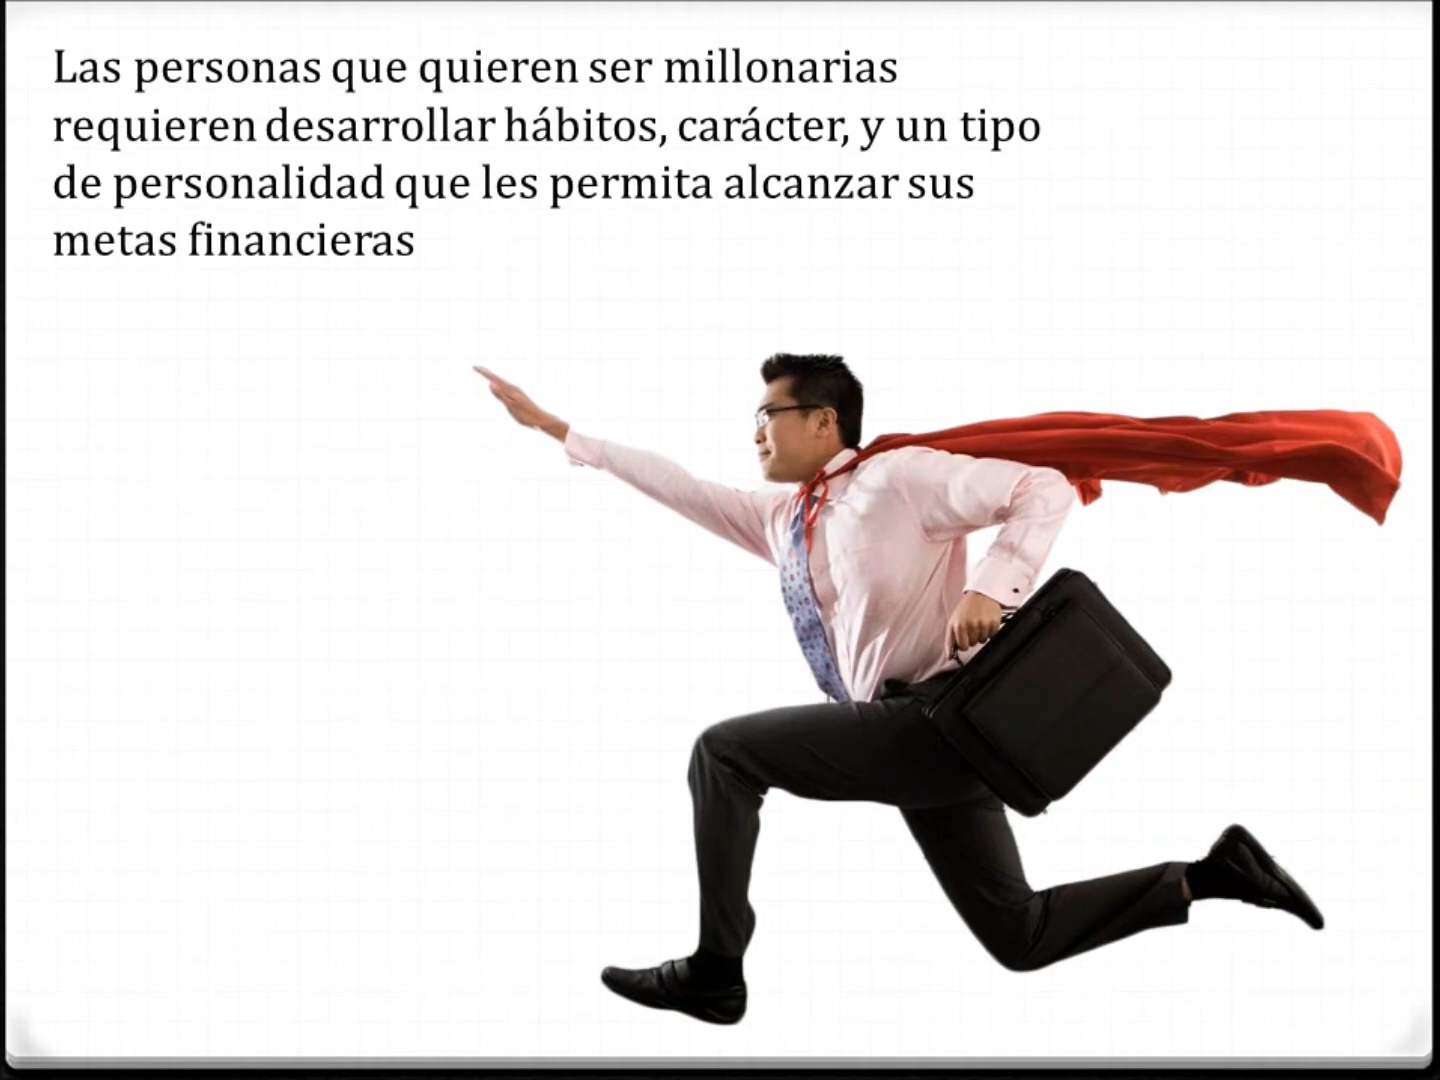 Las personas que quieren ser millonarias
requieren desarrollar hábitos, carácter, y un tipo
de personalidad que les permita alcanzar sus
metas financieras